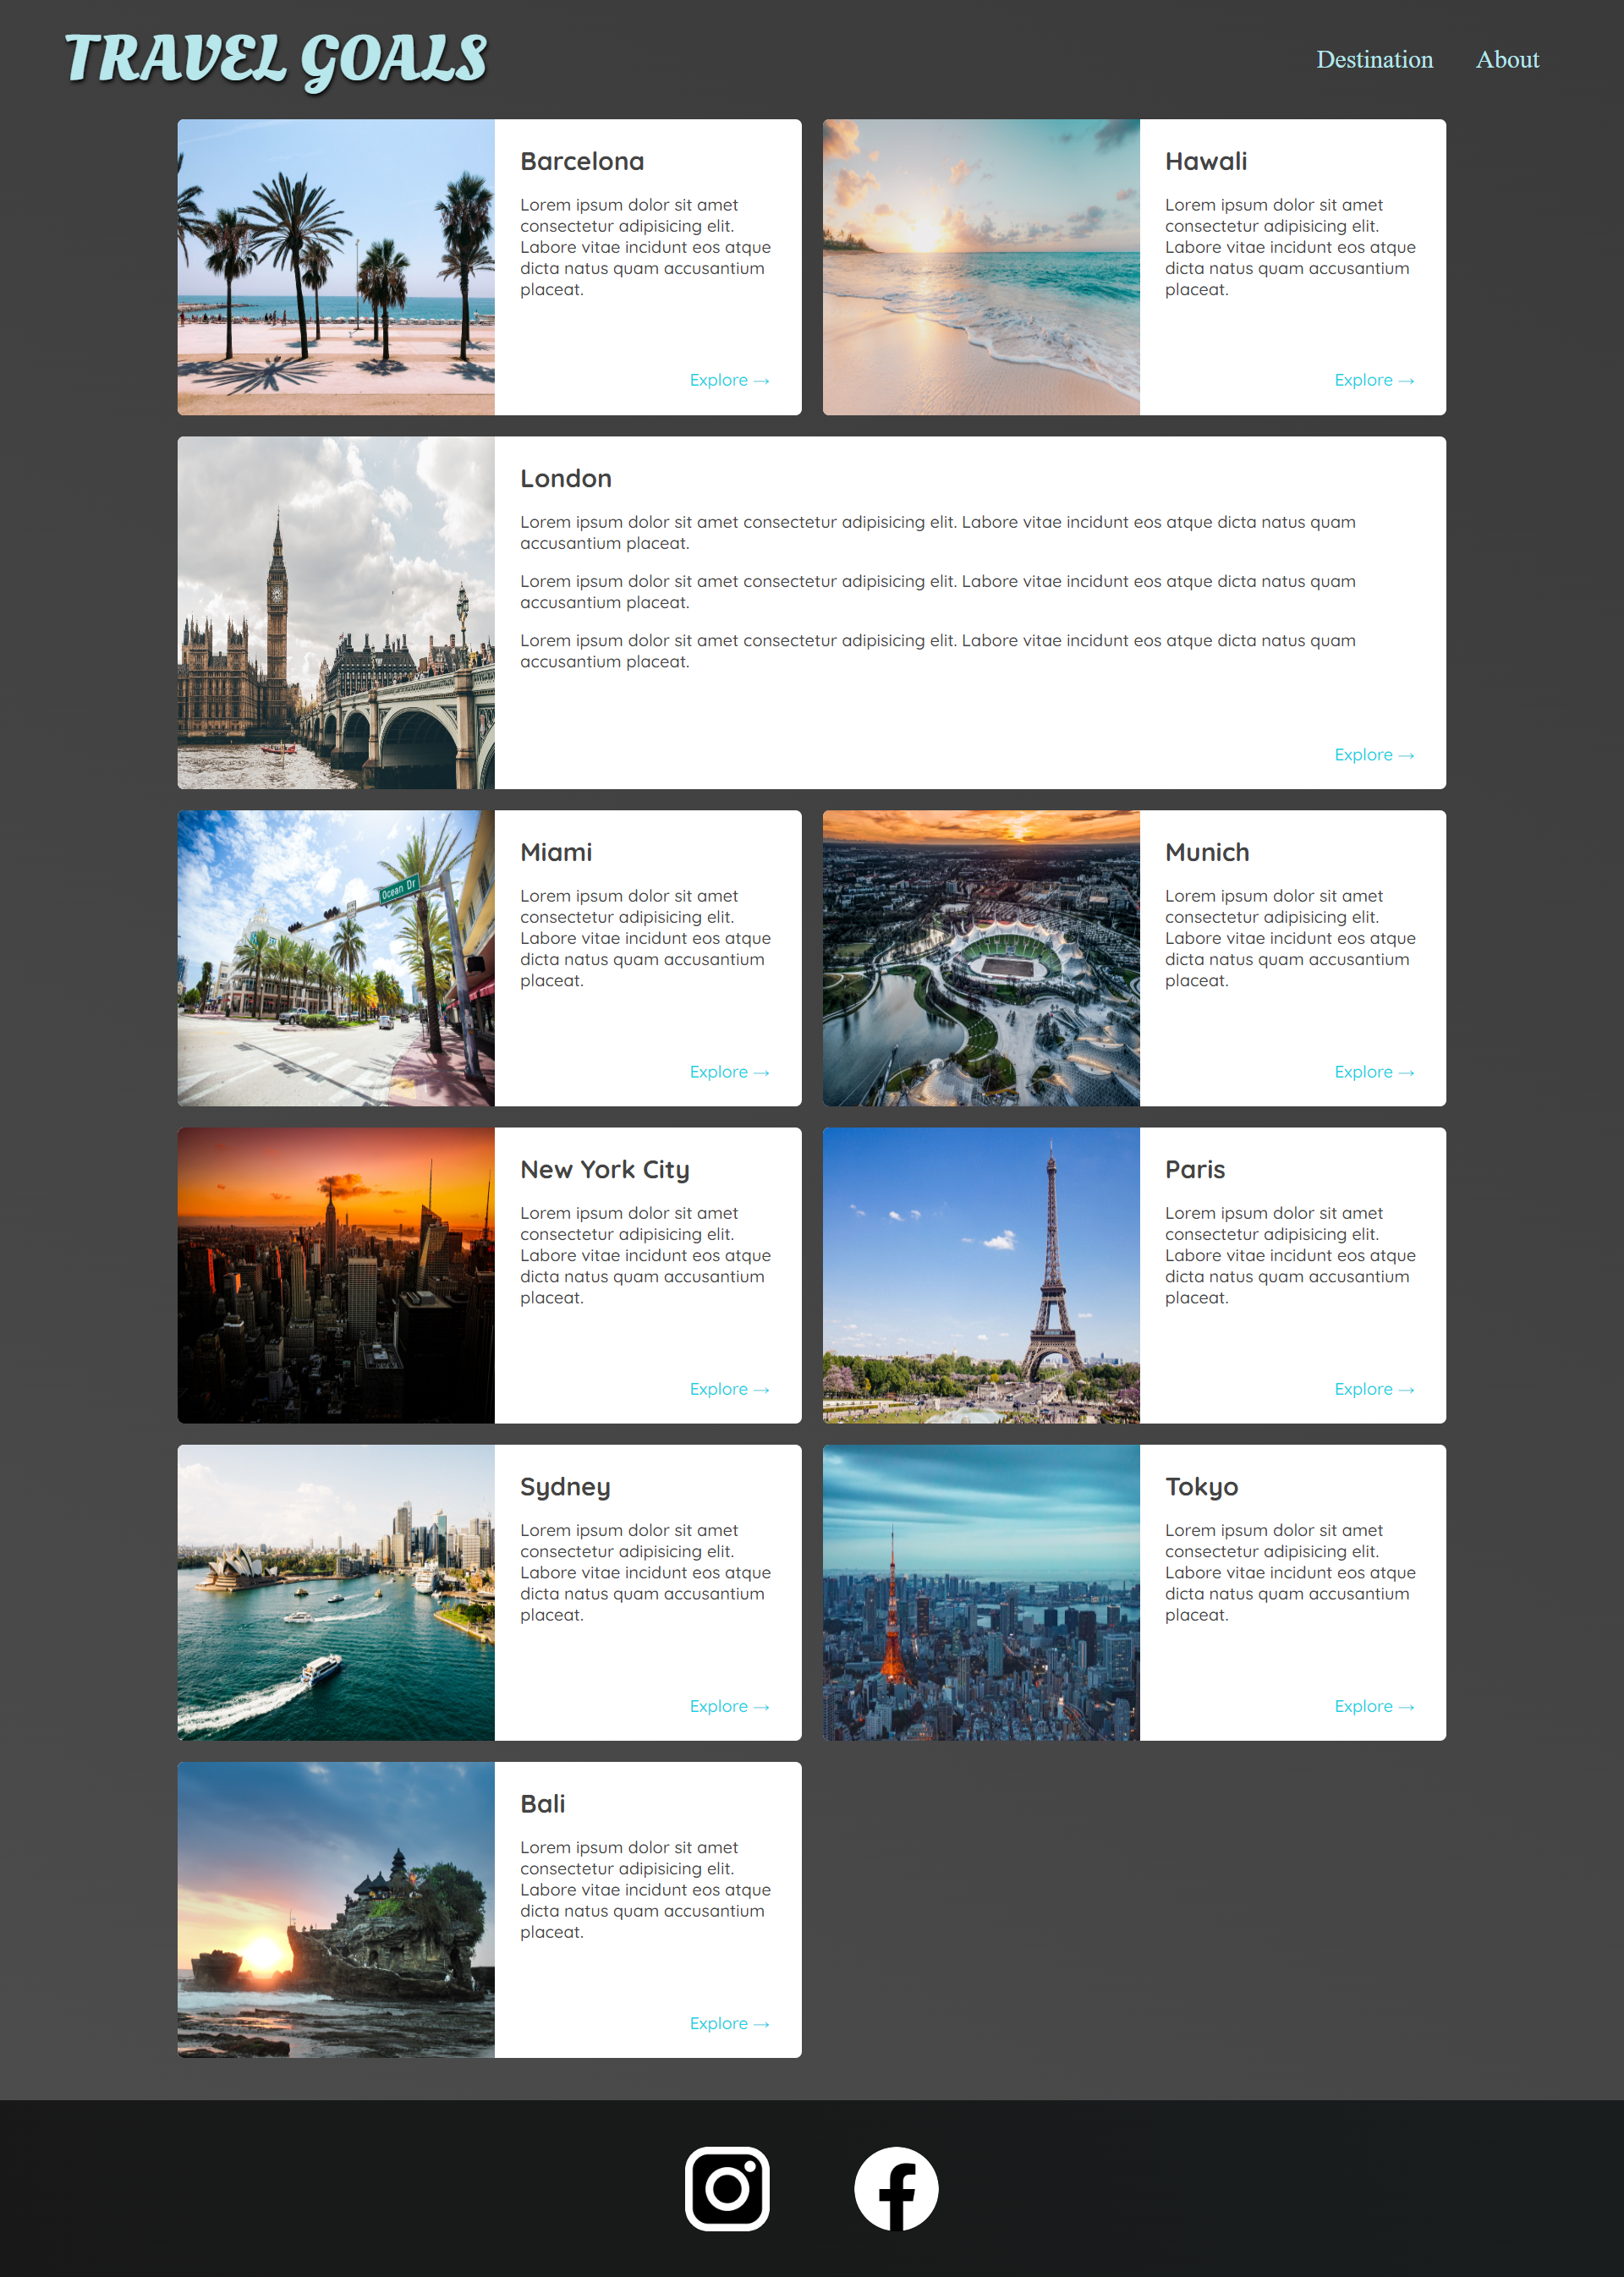 TRAVEL GOALS
Destination
About
Barcelona
Lorem ipsum dolor sit amet
consectetur adipisicing elit.
Labore vitae incidunt eos atque
dicta natus quam accusantium
placeat.
Explore →
Hawali
Lorem ipsum dolor sit amet
consectetur adipisicing elit.
Labore vitae incidunt eos atque
dicta natus quam accusantium
placeat.
Explore →
London
Lorem ipsum dolor sit amet consectetur adipisicing elit. Labore vitae incidunt eos atque dicta natus quam
accusantium placeat.
Lorem ipsum dolor sit amet consectetur adipisicing elit. Labore vitae incidunt eos atque dicta natus quam
accusantium placeat.
Lorem ipsum dolor sit amet consectetur adipisicing elit. Labore vitae incidunt eos atque dicta natus quam
accusantium placeat.
Explore →
Ocean Dr
Miami
Lorem ipsum dolor sit amet
consectetur adipisicing elit.
Labore vitae incidunt eos atque
dicta natus quam accusantium
placeat.
Explore →
Munich
Lorem ipsum dolor sit amet
consectetur adipisicing elit.
Labore vitae incidunt eos atque
dicta natus quam accusantium
placeat.
Explore →
New York City
Lorem ipsum dolor sit amet
consectetur adipisicing elit.
Labore vitae incidunt eos atque
dicta natus quam accusantium
placeat.
Explore →
Paris
Lorem ipsum dolor sit amet
consectetur adipisicing elit.
Labore vitae incidunt eos atque
dicta natus quam accusantium
placeat.
Explore →
Sydney
Lorem ipsum dolor sit amet
consectetur adipisicing elit.
Labore vitae incidunt eos atque
dicta natus quam accusantium
placeat.
Explore →
Tokyo
Lorem ipsum dolor sit amet
consectetur adipisicing elit.
Labore vitae incidunt eos atque
dicta natus quam accusantium
placeat.
Explore →
Bali
Lorem ipsum dolor sit amet
consectetur adipisicing elit.
Labore vitae incidunt eos atque
dicta natus quam accusantium
placeat.
Explore →